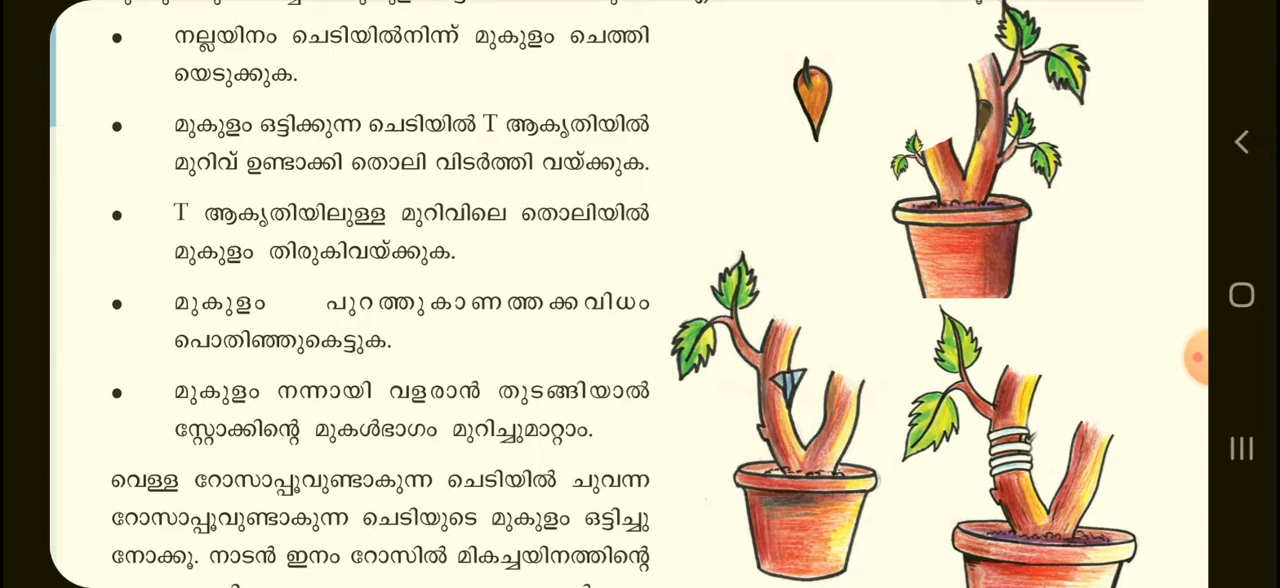 നല്ലയിനം ചെടിയിൽനിന്ന് മുകുളം ചെത്തി
യെടുക്കുക.
മുകുളം ഒട്ടിക്കുന്ന ചെടിയിൽ T ആകൃതിയിൽ
മുറിവ് ഉണ്ടാക്കി തൊലി വിടർത്തി വയ്ക്കുക.
T ആകൃതിയിലുള്ള മുറിവിലെ തൊലിയിൽ
മുകുളം തിരുകിവയ്ക്കുക.
മുകുളം പുറത്തുകാണത്തക്കവിധം
പൊതിഞ്ഞുകെട്ടുക.
മുകുളം നന്നായി വളരാൻ തുടങ്ങിയാൽ
സ്റ്റോക്കിന്റെ മുകൾഭാഗം മുറിച്ചുമാറ്റാം.
വെള്ള റോസാപ്പൂവുണ്ടാകുന്ന ചെടിയിൽ ചുവന്ന
റോസാപ്പൂവുണ്ടാകുന്ന ചെടിയുടെ മുകുളം ഒട്ടിച്ചു
നോക്കൂ. നാടൻ ഇനം റോസിൽ മികച്ചയിനത്തിന്റെ